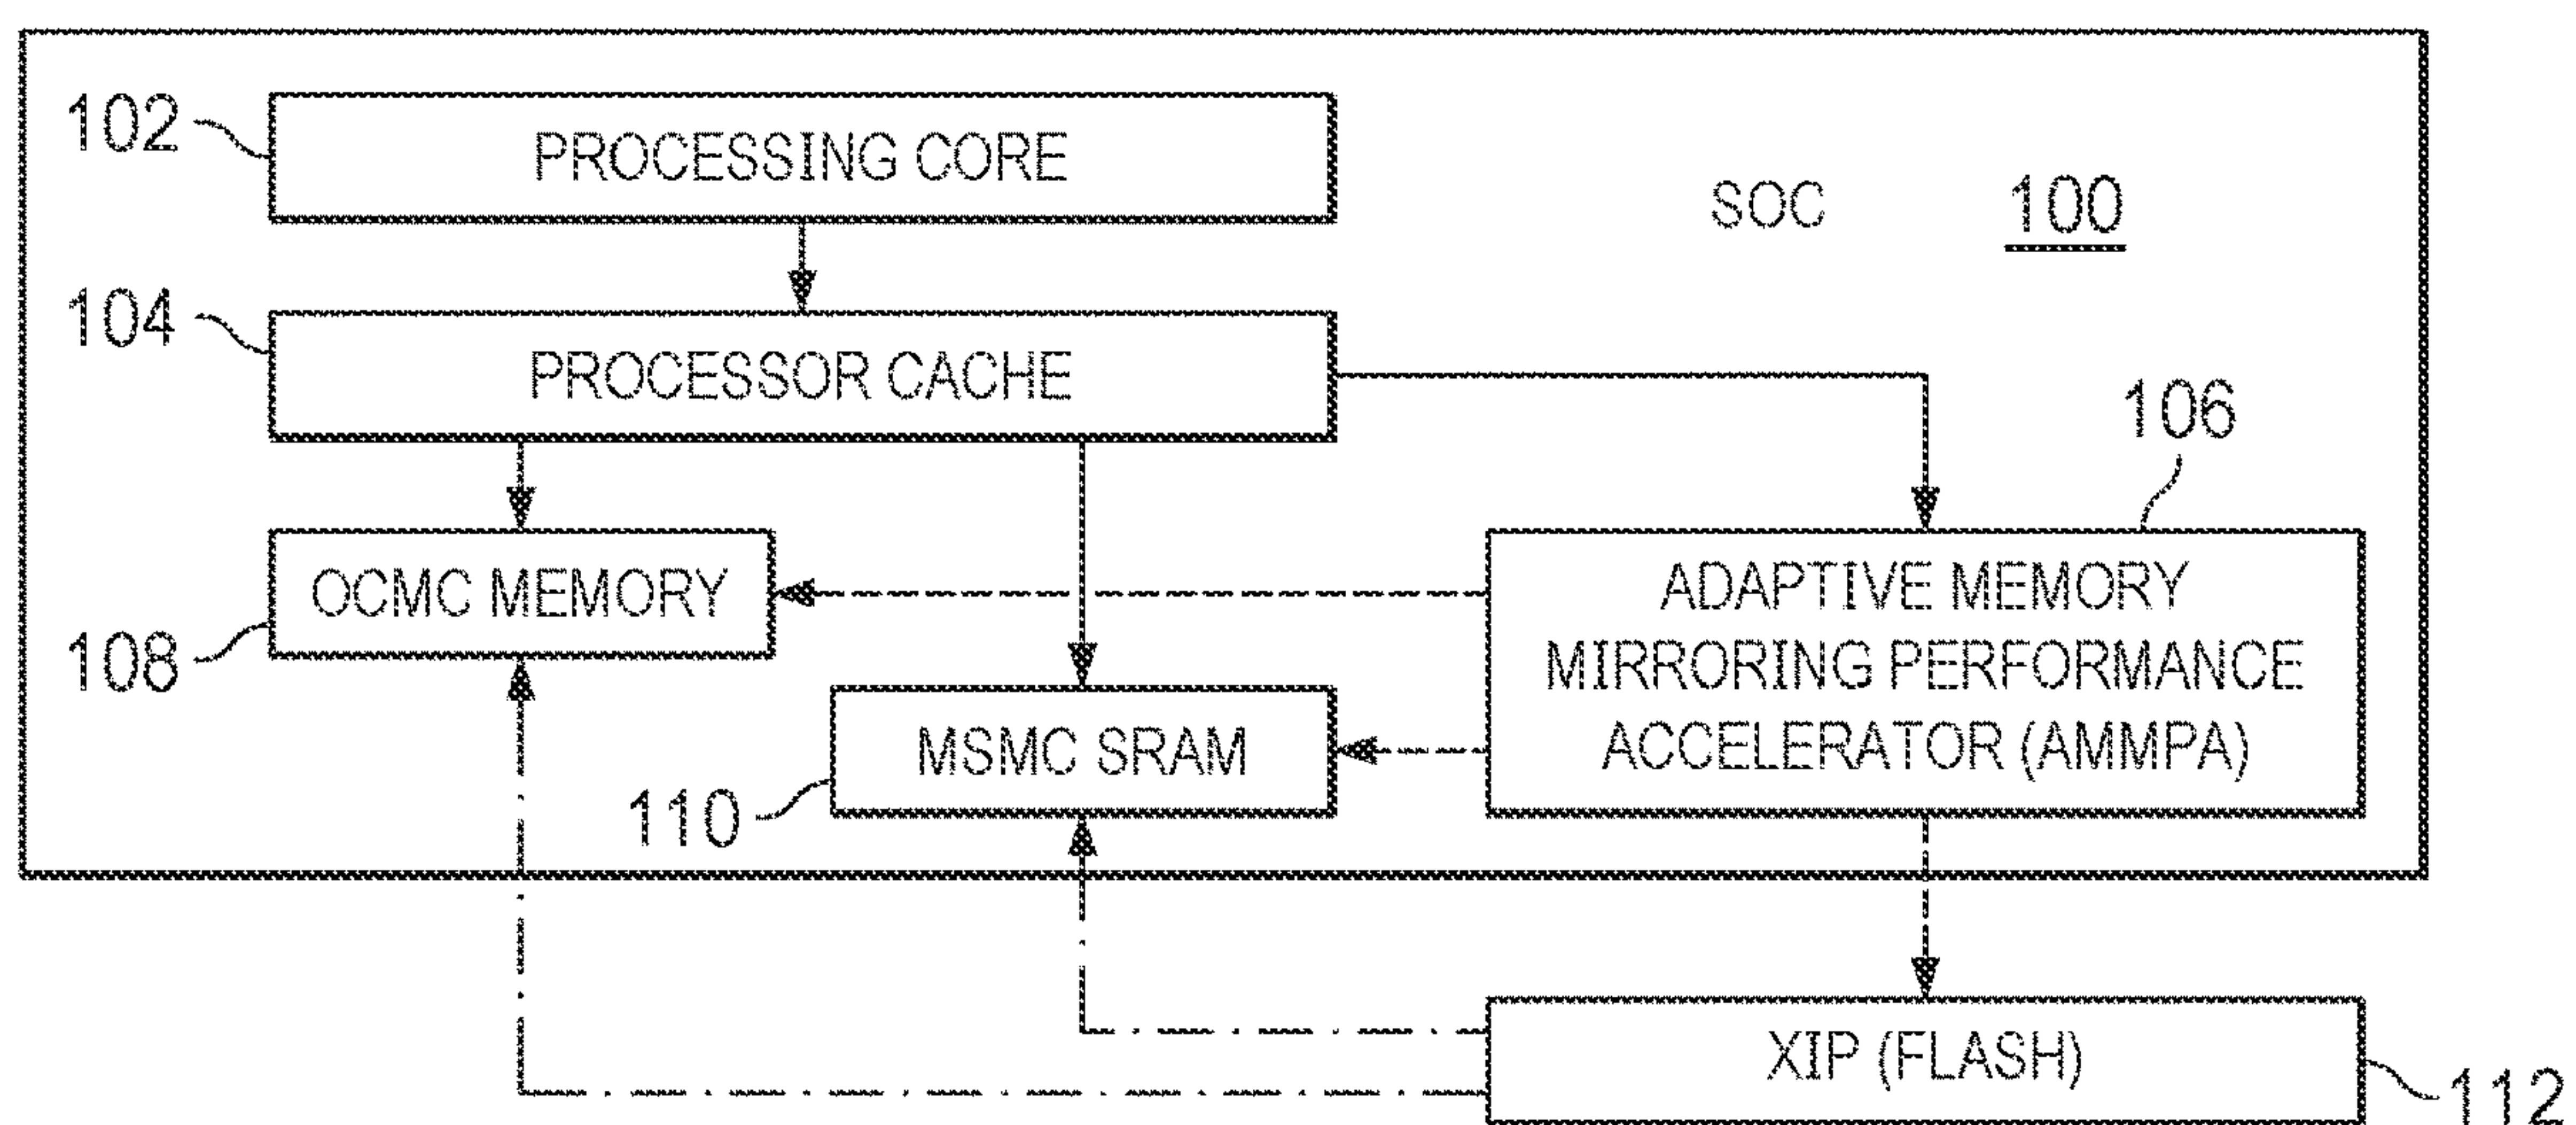 102
PROCESSING CORE
SOC 100
104
PROCESSOR CACHE
106
OCMC MEMORY
108
ADAPTIVE MEMORY
MIRRORING PERFORMANCE
ACCELERATOR (AMMPA)
MSMC SRAM
110
XIP (FLASH)
112